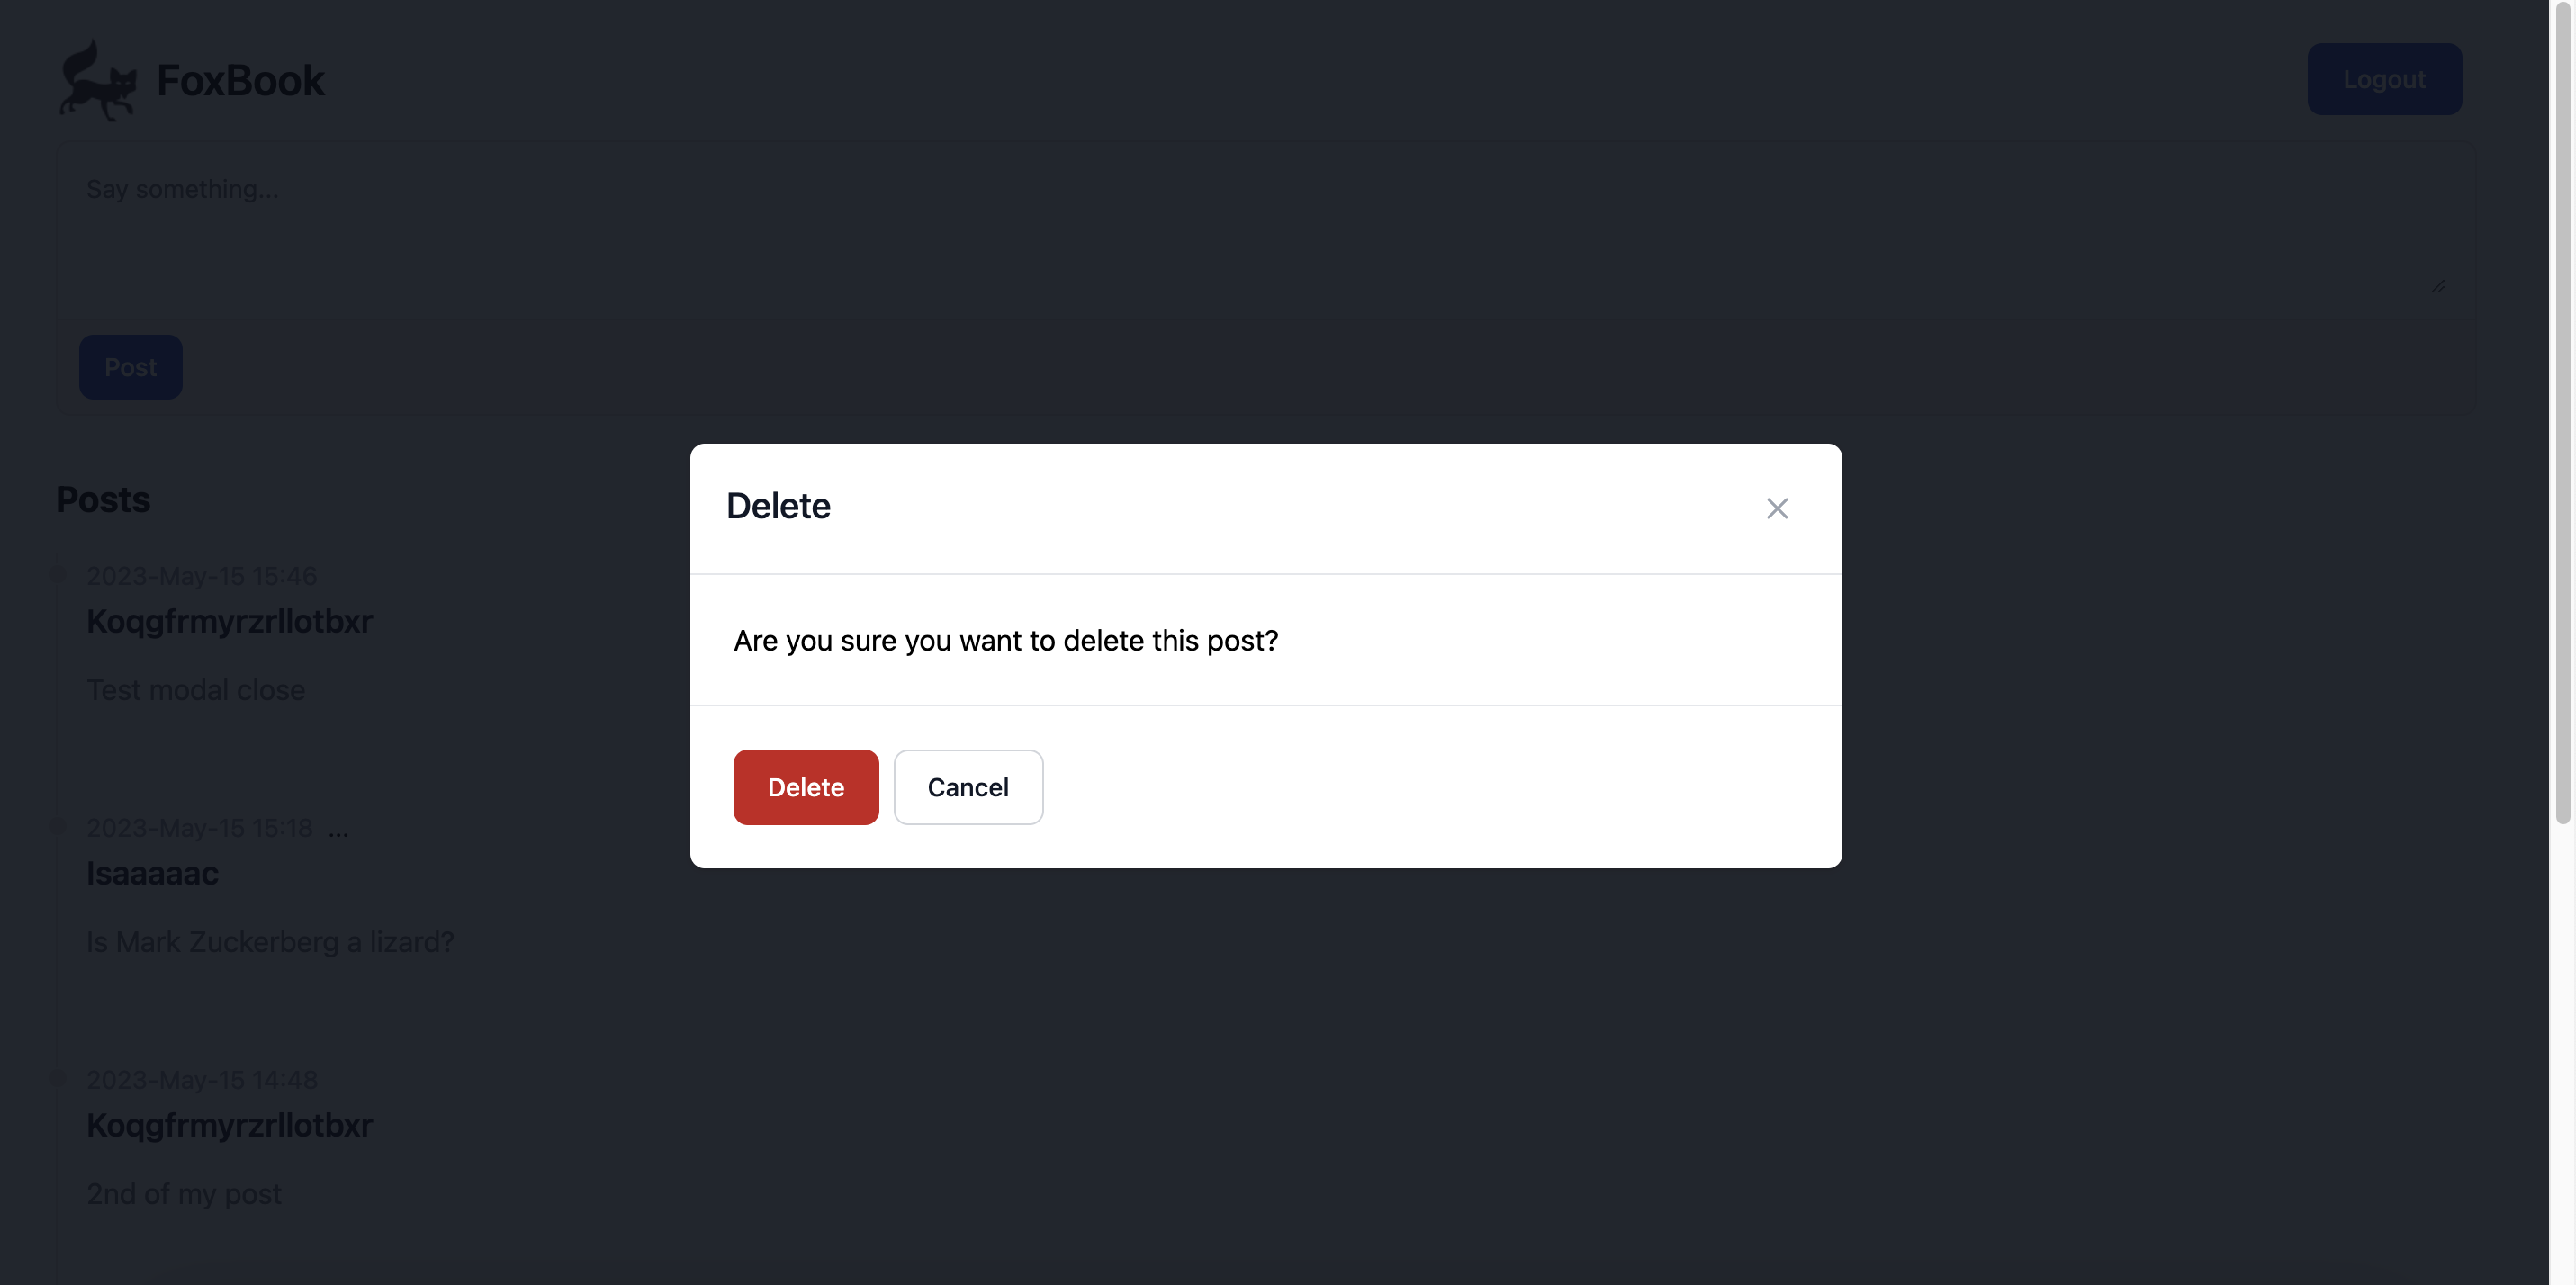 FoxBook
Logout
Say something...
Post
Posts
2023-May-15 15:46
Koqgfrmyrzrllotbxr
Test modal close
2023-May-15 15:18 ...
Isaaaaac
Is Mark Zuckerberg a lizard?
2023-May-15 14:48
Koqgfrmyrzrllotbxr
2nd of my post
Delete
Are you sure you want to delete this post?
Delete
Cancel